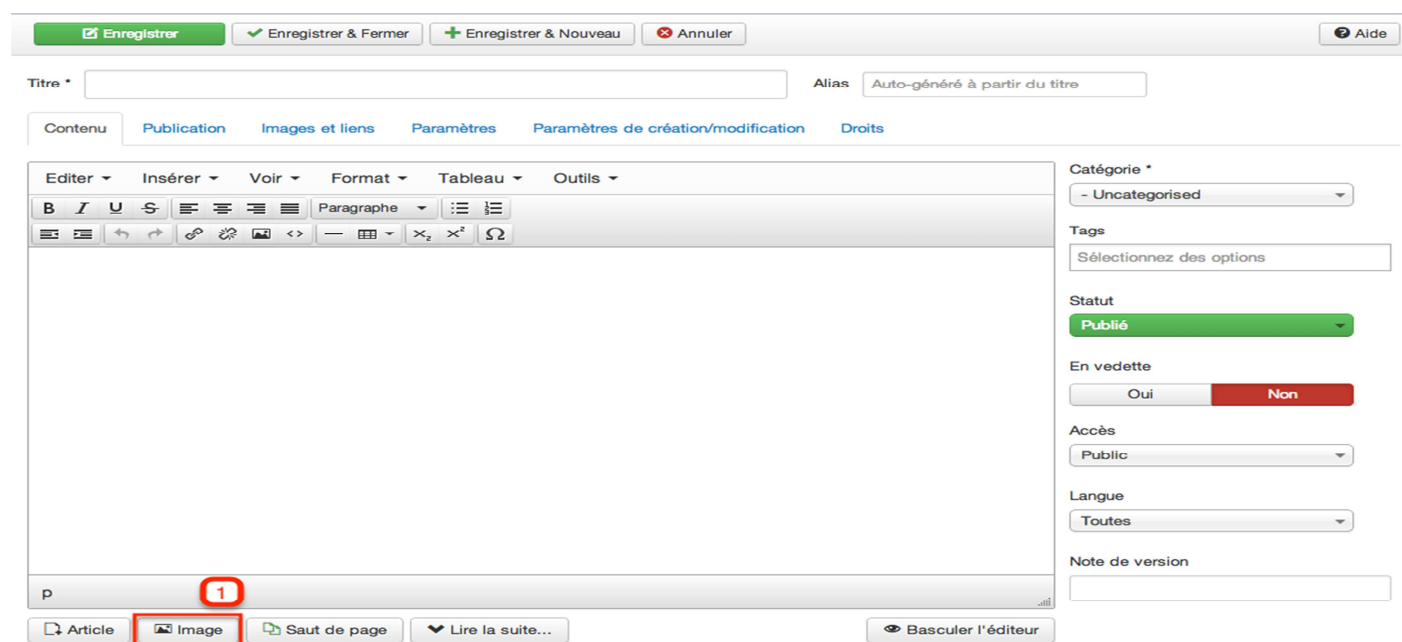 Enregistrer Enregistrer & Fermer Enregistrer & Nouveau Annuler Aide
Titre * Alias Auto-généré à partir du titre
Contenu Publication Images et liens Paramètres Paramètres de création/modification Droits
Editer Insérer Voir Format Tableau Outils
B I U S Paragraphe
x₂ x² Ω
Catégorie *
- Uncategorised
Tags
Sélectionnez des options
Statut
Publié
En vedette
Oui Non
Accès
Public
Langue
Toutes
Note de version
p 1
Article Image Saut de page Lire la suite... Basculer l'éditeur